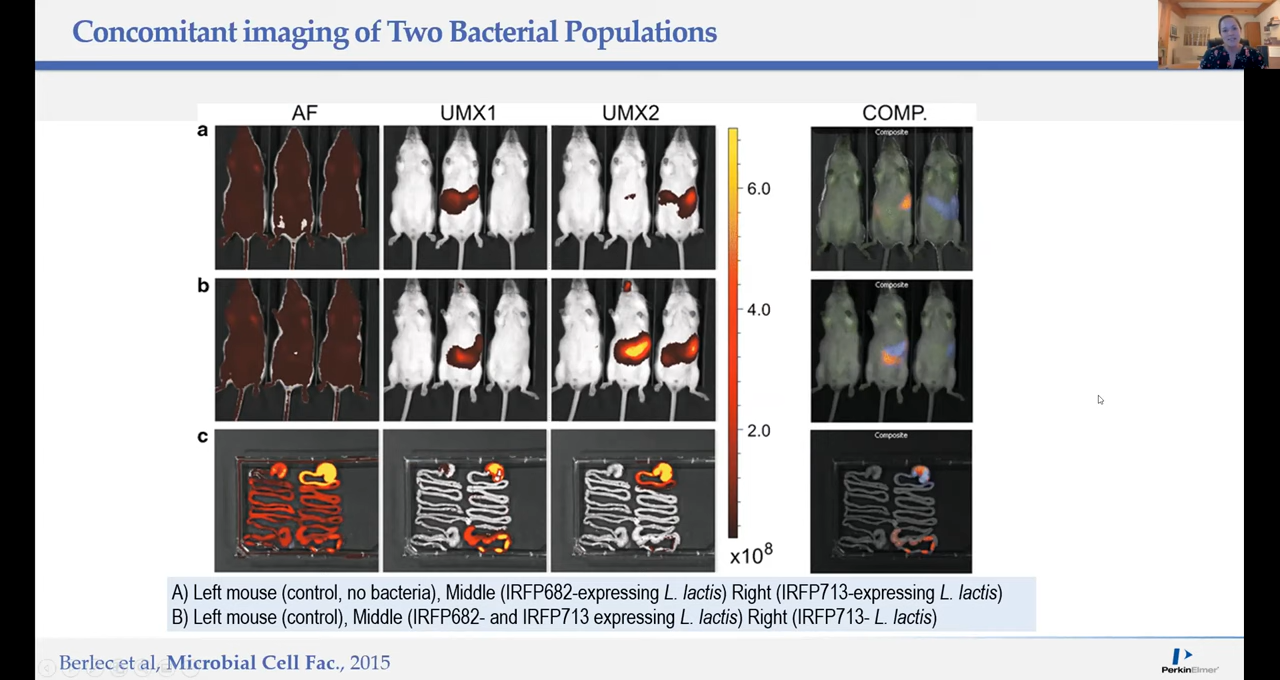 Concomitant imaging of Two Bacterial Populations
AF UMX1 UMX2 COMP.
a
Composite
6.0
b
Composite
4.0
2.0
c
Composite
x10⁸
A) Left mouse (control, no bacteria), Middle (IRFP682-expressing L. lactis) Right (IRFP713-expressing L. lactis)
B) Left mouse (control), Middle (IRFP682- and IRFP713 expressing L. lactis) Right (IRFP713- L. lactis)
Berlec et al, Microbial Cell Fac., 2015
PerkinElmer